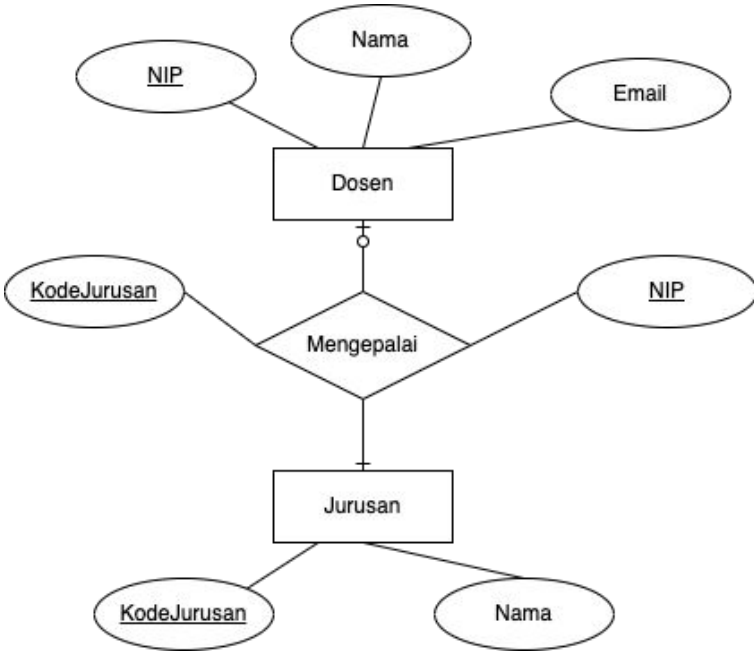 Nama
NIP
Email
Dosen
KodeJurusan
NIP
Mengepalai
Jurusan
KodeJurusan
Nama